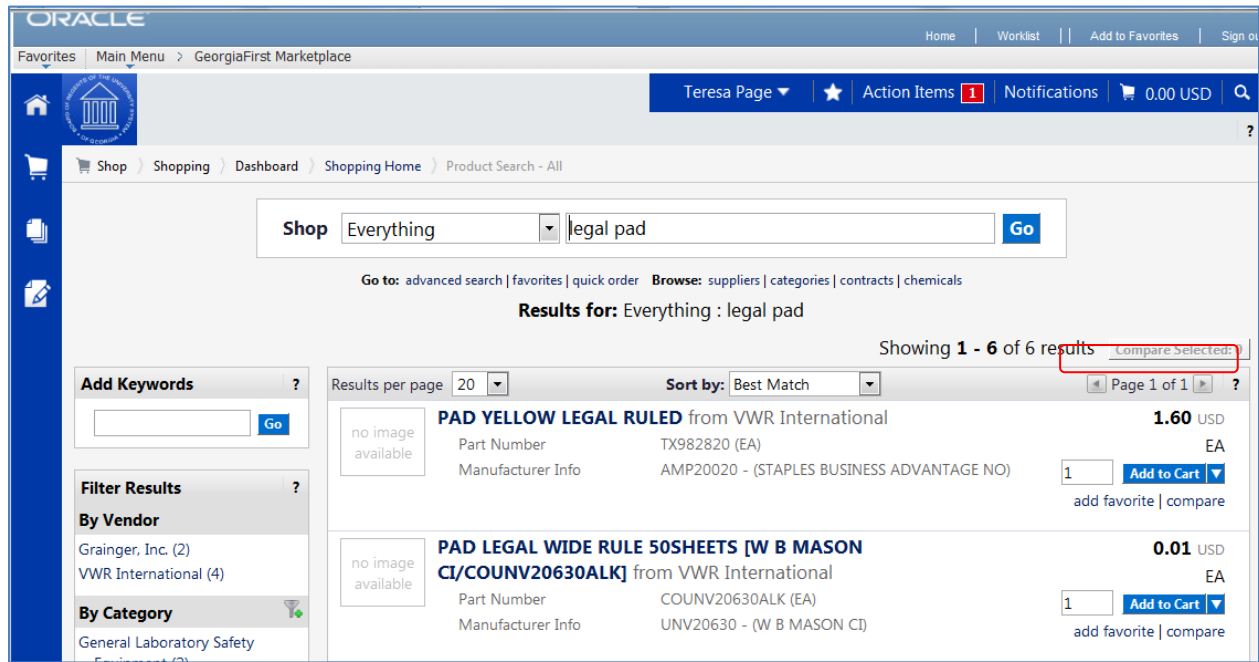 ORACLE
Home | Worklist | | Add to Favorites | Sign
Favorites | Main Menu > GeorgiaFirst Marketplace
Teresa Page Action Items 1 Notifications 0.00 USD
?
Shop Shopping Dashboard Shopping Home Product Search - All
Shop Everything legal pad Go
Go to: advanced search | favorites | quick order Browse: suppliers | categories | contracts | chemicals
Results for: Everything : legal pad
Showing 1 - 6 of 6 results Compare Selected: 0
Add Keywords ?
Go
Filter Results ?
By Vendor
Grainger, Inc. (2)
VWR International (4)
By Category
General Laboratory Safety
Equipment (2)
Results per page 20 Sort by: Best Match Page 1 of 1 ?
no image
available
PAD YELLOW LEGAL RULED from VWR International 1.60 USD
Part Number TX982820 (EA) EA
Manufacturer Info AMP20020 - (STAPLES BUSINESS ADVANTAGE NO) 1 Add to Cart
add favorite | compare
no image
available
PAD LEGAL WIDE RULE 50SHEETS [W B MASON 0.01 USD
CI/COUNV20630ALK] from VWR International EA
Part Number COUNV20630ALK (EA) 1 Add to Cart
Manufacturer Info UNV20630 - (W B MASON CI) add favorite | compare